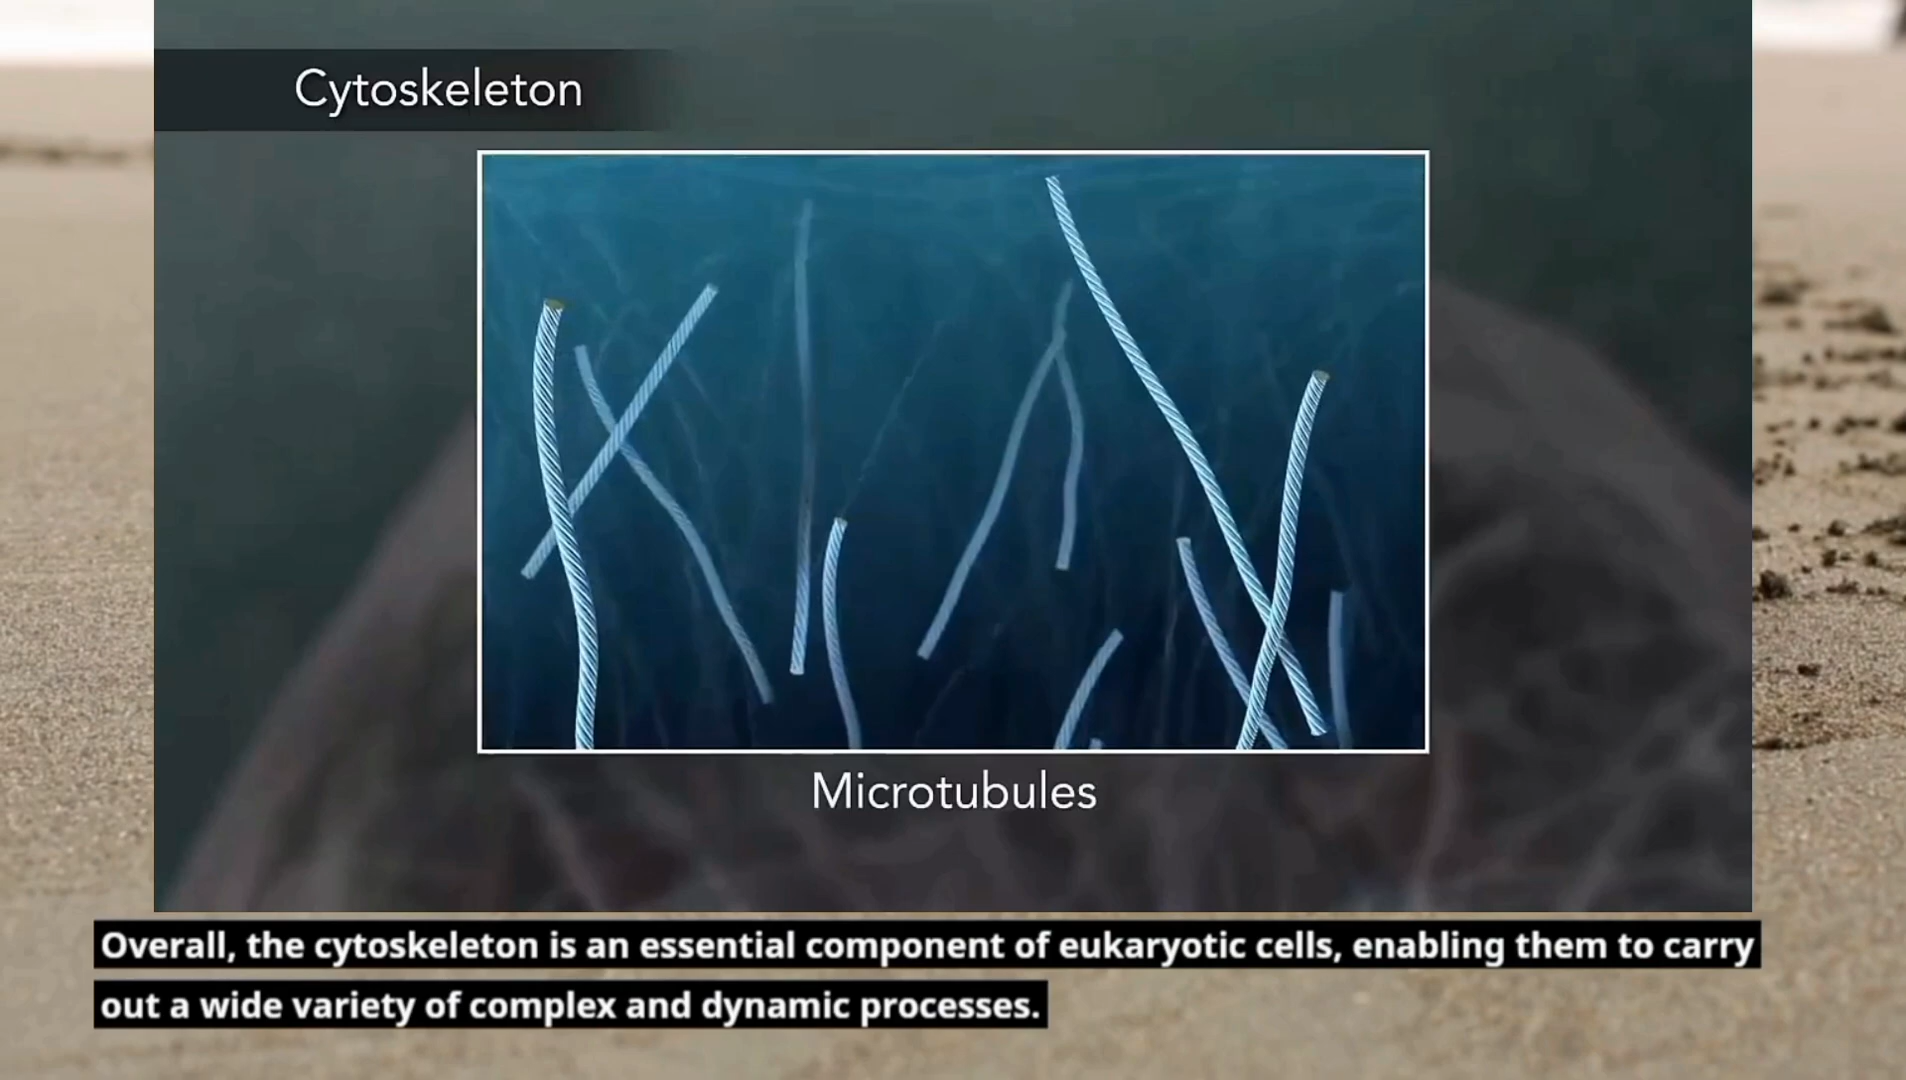 Cytoskeleton
Microtubules
Overall, the cytoskeleton is an essential component of eukaryotic cells, enabling them to carry
out a wide variety of complex and dynamic processes.